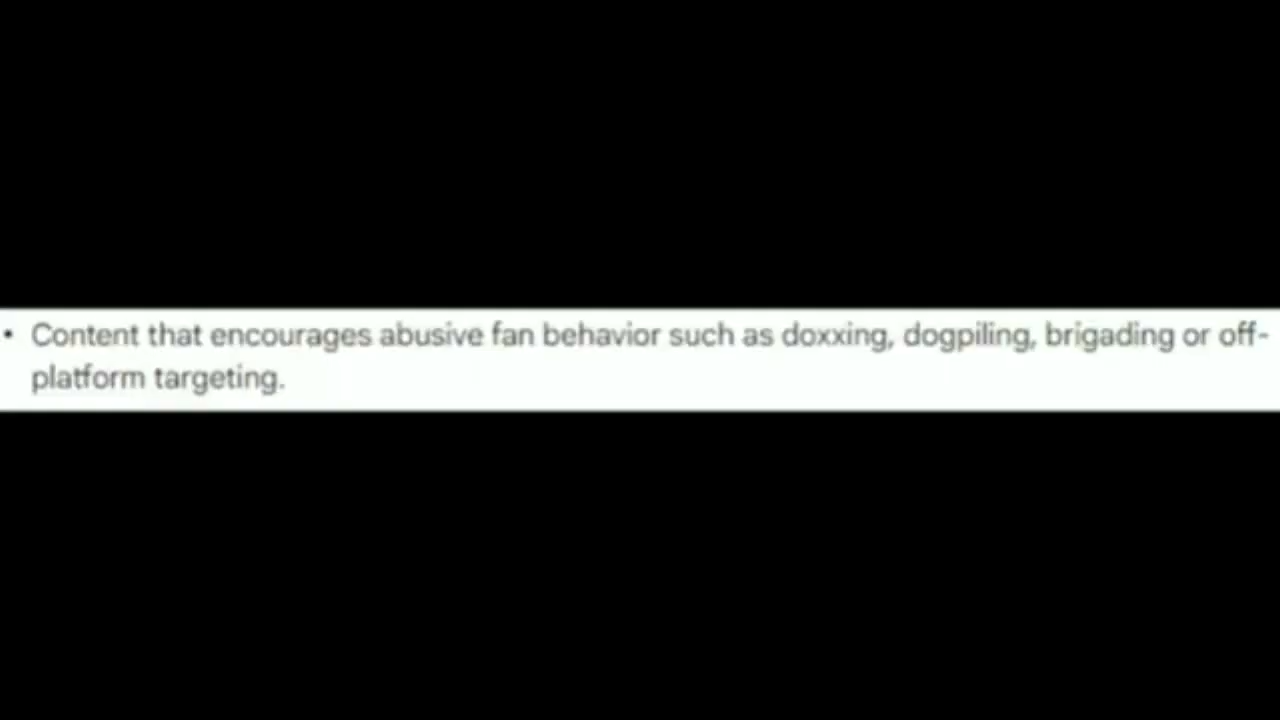 • Content that encourages abusive fan behavior such as doxxing, dogpiling, brigading or off-
platform targeting.